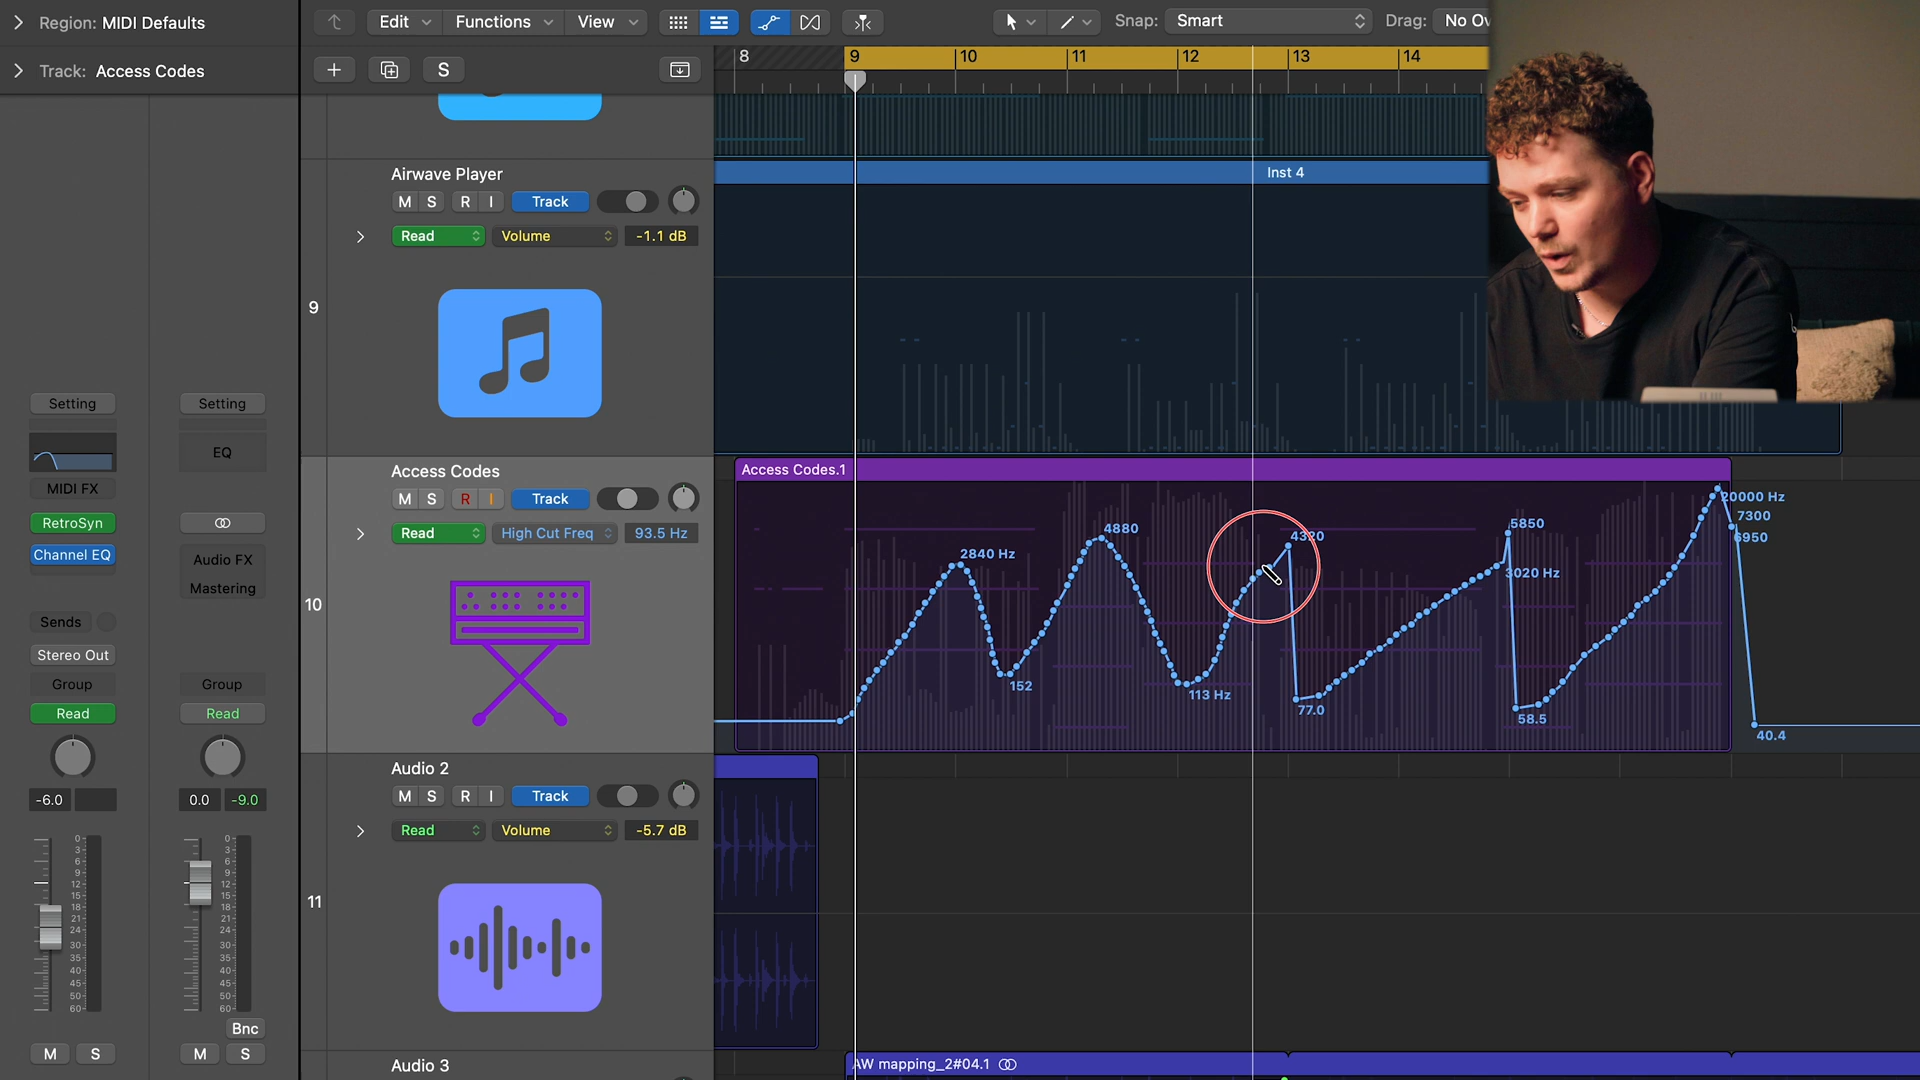 Region: MIDI Defaults
Edit Functions View Snap: Smart Drag: No Ov
Track: Access Codes
S
8 9 10 11 12 13 14
Airwave Player
M S R I Track
Read Volume -1.1 dB
9
Inst 4
Setting Setting
EQ
MIDI FX
RetroSyn
Channel EQ
Audio FX
Mastering
Sends
Stereo Out
Group Group
Read Read
-6.0 0.0 -9.0
0 3 6 9 12 15 18 21 24 30 35 40 45 50 60
0 3 6 9 12 15 18 21 24 30 35 40 45 50 60
Bnc
M S M S
Access Codes
M S R I Track
Read High Cut Freq 93.5 Hz
10
Access Codes.1
2840 Hz
152
4880
113 Hz
4320
77.0
5850
3020 Hz
58.5
20000 Hz
7300
6950
40.4
Audio 2
M S R I Track
Read Volume -5.7 dB
11
Audio 3
AW mapping_2#04.1